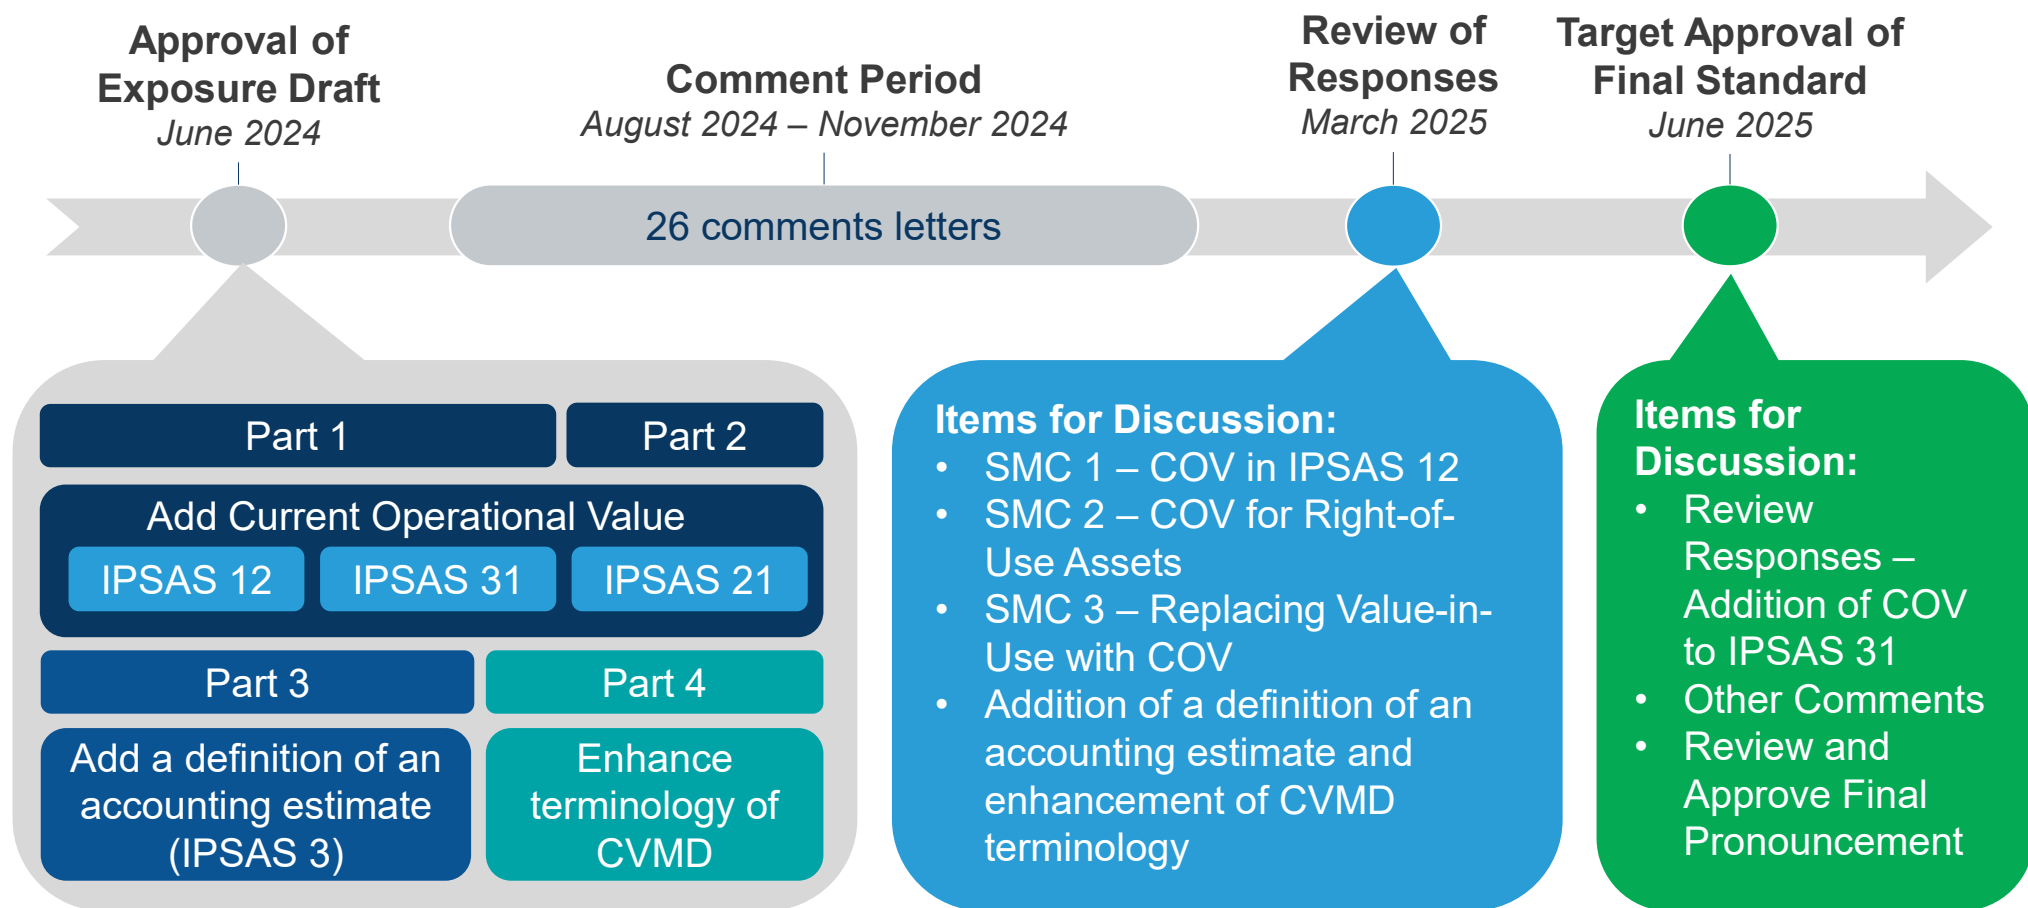 Approval of
Exposure Draft
June 2024
Comment Period
August 2024 – November 2024
Review of
Responses
March 2025
Target Approval of
Final Standard
June 2025
26 comments letters
Part 1
Part 2
Add Current Operational Value
IPSAS 12
IPSAS 31
IPSAS 21
Part 3
Part 4
Add a definition of an
accounting estimate
(IPSAS 3)
Enhance
terminology of
CVMD
Items for Discussion:
• SMC 1 – COV in IPSAS 12
• SMC 2 – COV for Right-of-
Use Assets
• SMC 3 – Replacing Value-in-
Use with COV
• Addition of a definition of an
accounting estimate and
enhancement of CVMD
terminology
Items for
Discussion:
• Review
Responses –
Addition of COV
to IPSAS 31
• Other Comments
• Review and
Approve Final
Pronouncement